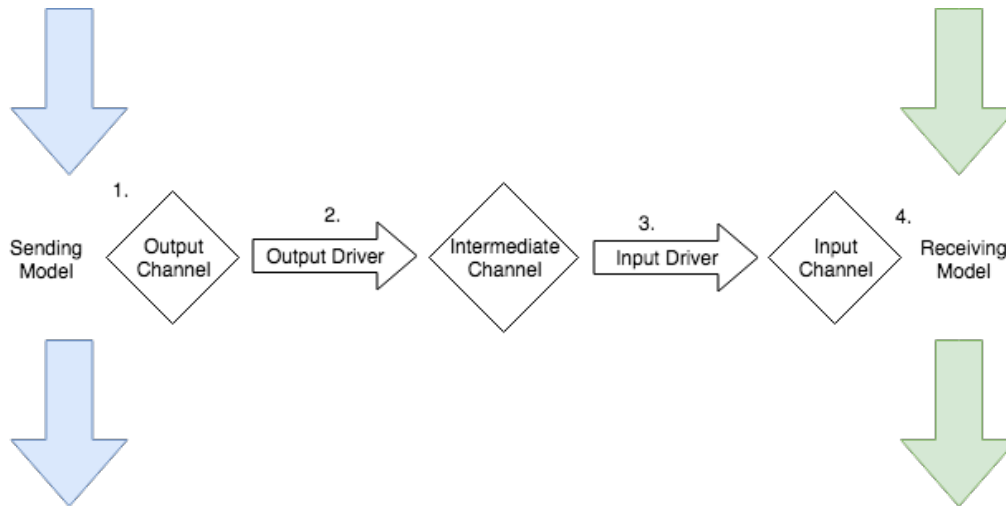 1.
2.
3.
4.
Sending
Model
Output
Channel
Output Driver
Intermediate
Channel
Input Driver
Input
Channel
Receiving
Model